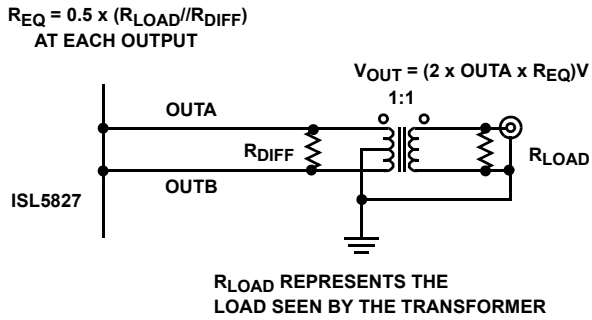 REQ = 0.5 x (RLOAD//RDIFF)
AT EACH OUTPUT
VOUT = (2 x OUTA x REQ)V
1:1
OUTA
RDIFF
RLOAD
OUTB
ISL5827
RLOAD REPRESENTS THE
LOAD SEEN BY THE TRANSFORMER